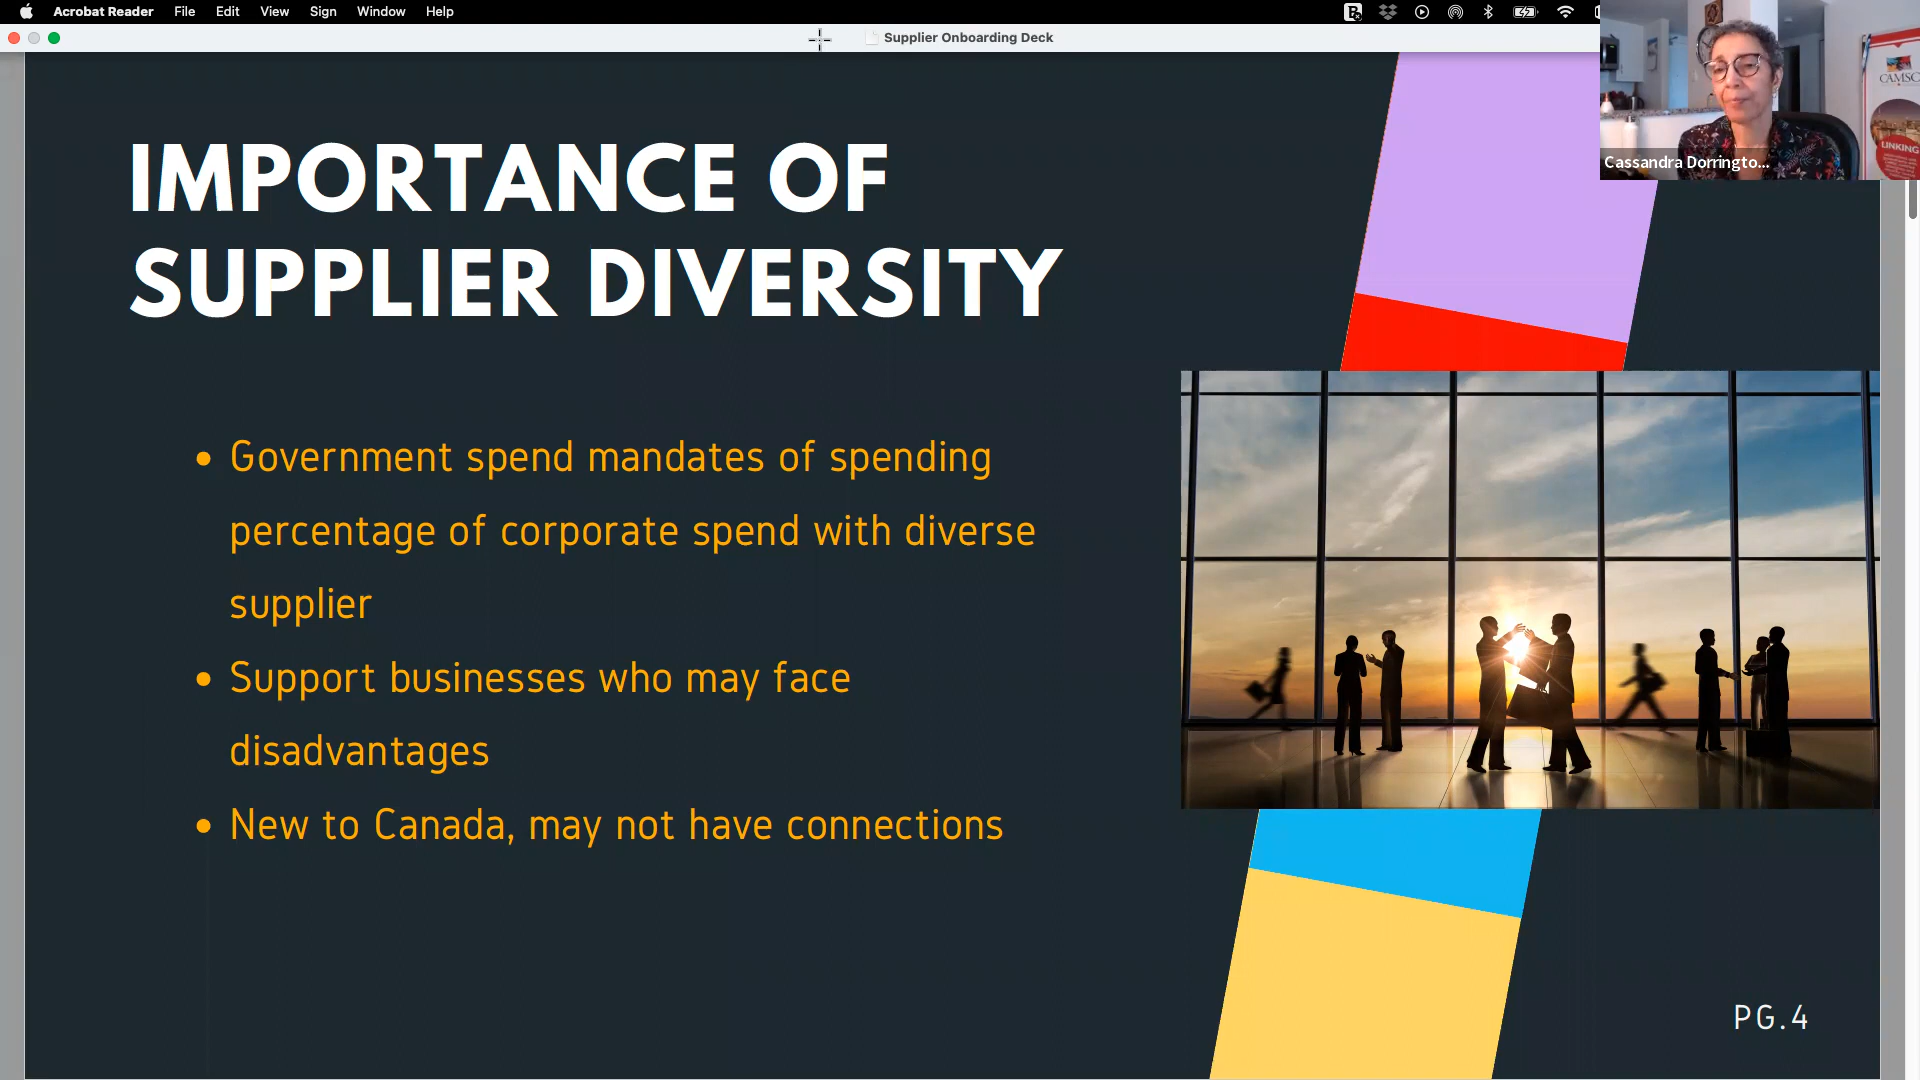 Acrobat Reader File Edit View Sign Window Help
Supplier Onboarding Deck
CAMSC
LINKING
Cassandra Dorringto...
IMPORTANCE OF
SUPPLIER DIVERSITY
• Government spend mandates of spending
percentage of corporate spend with diverse
supplier
• Support businesses who may face
disadvantages
• New to Canada, may not have connections
PG.4